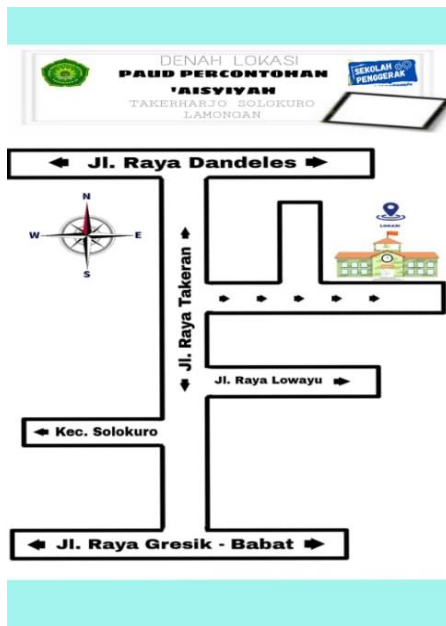 DENAH LOKASI
PAUD PERCONTOHAN
'AISYIYAH
TAKERHARJO SOLOKURO
LAMONGAN
SEKOLAH
PENGGERAK
Jl. Raya Dandeles
N
W E
S
LOKASI
Jl. Raya Takeran
Jl. Raya Lowayu
Kec. Solokuro
Jl. Raya Gresik - Babat